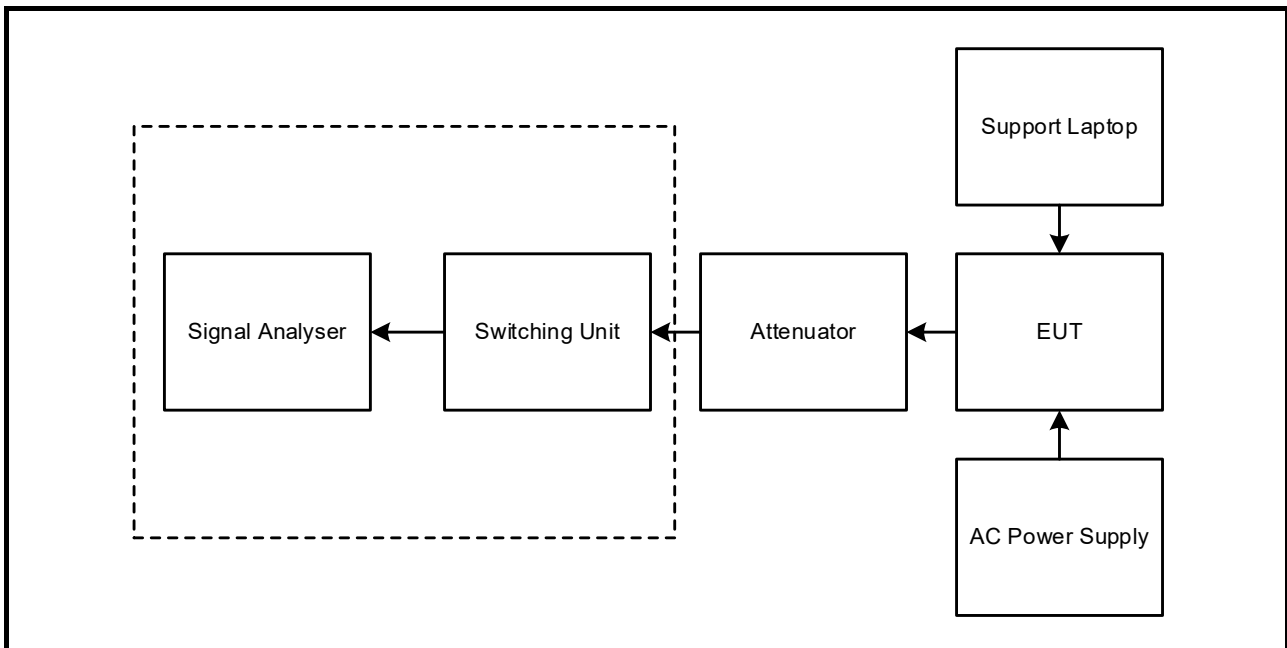 Support Laptop
Signal Analyser
Switching Unit
Attenuator
EUT
AC Power Supply